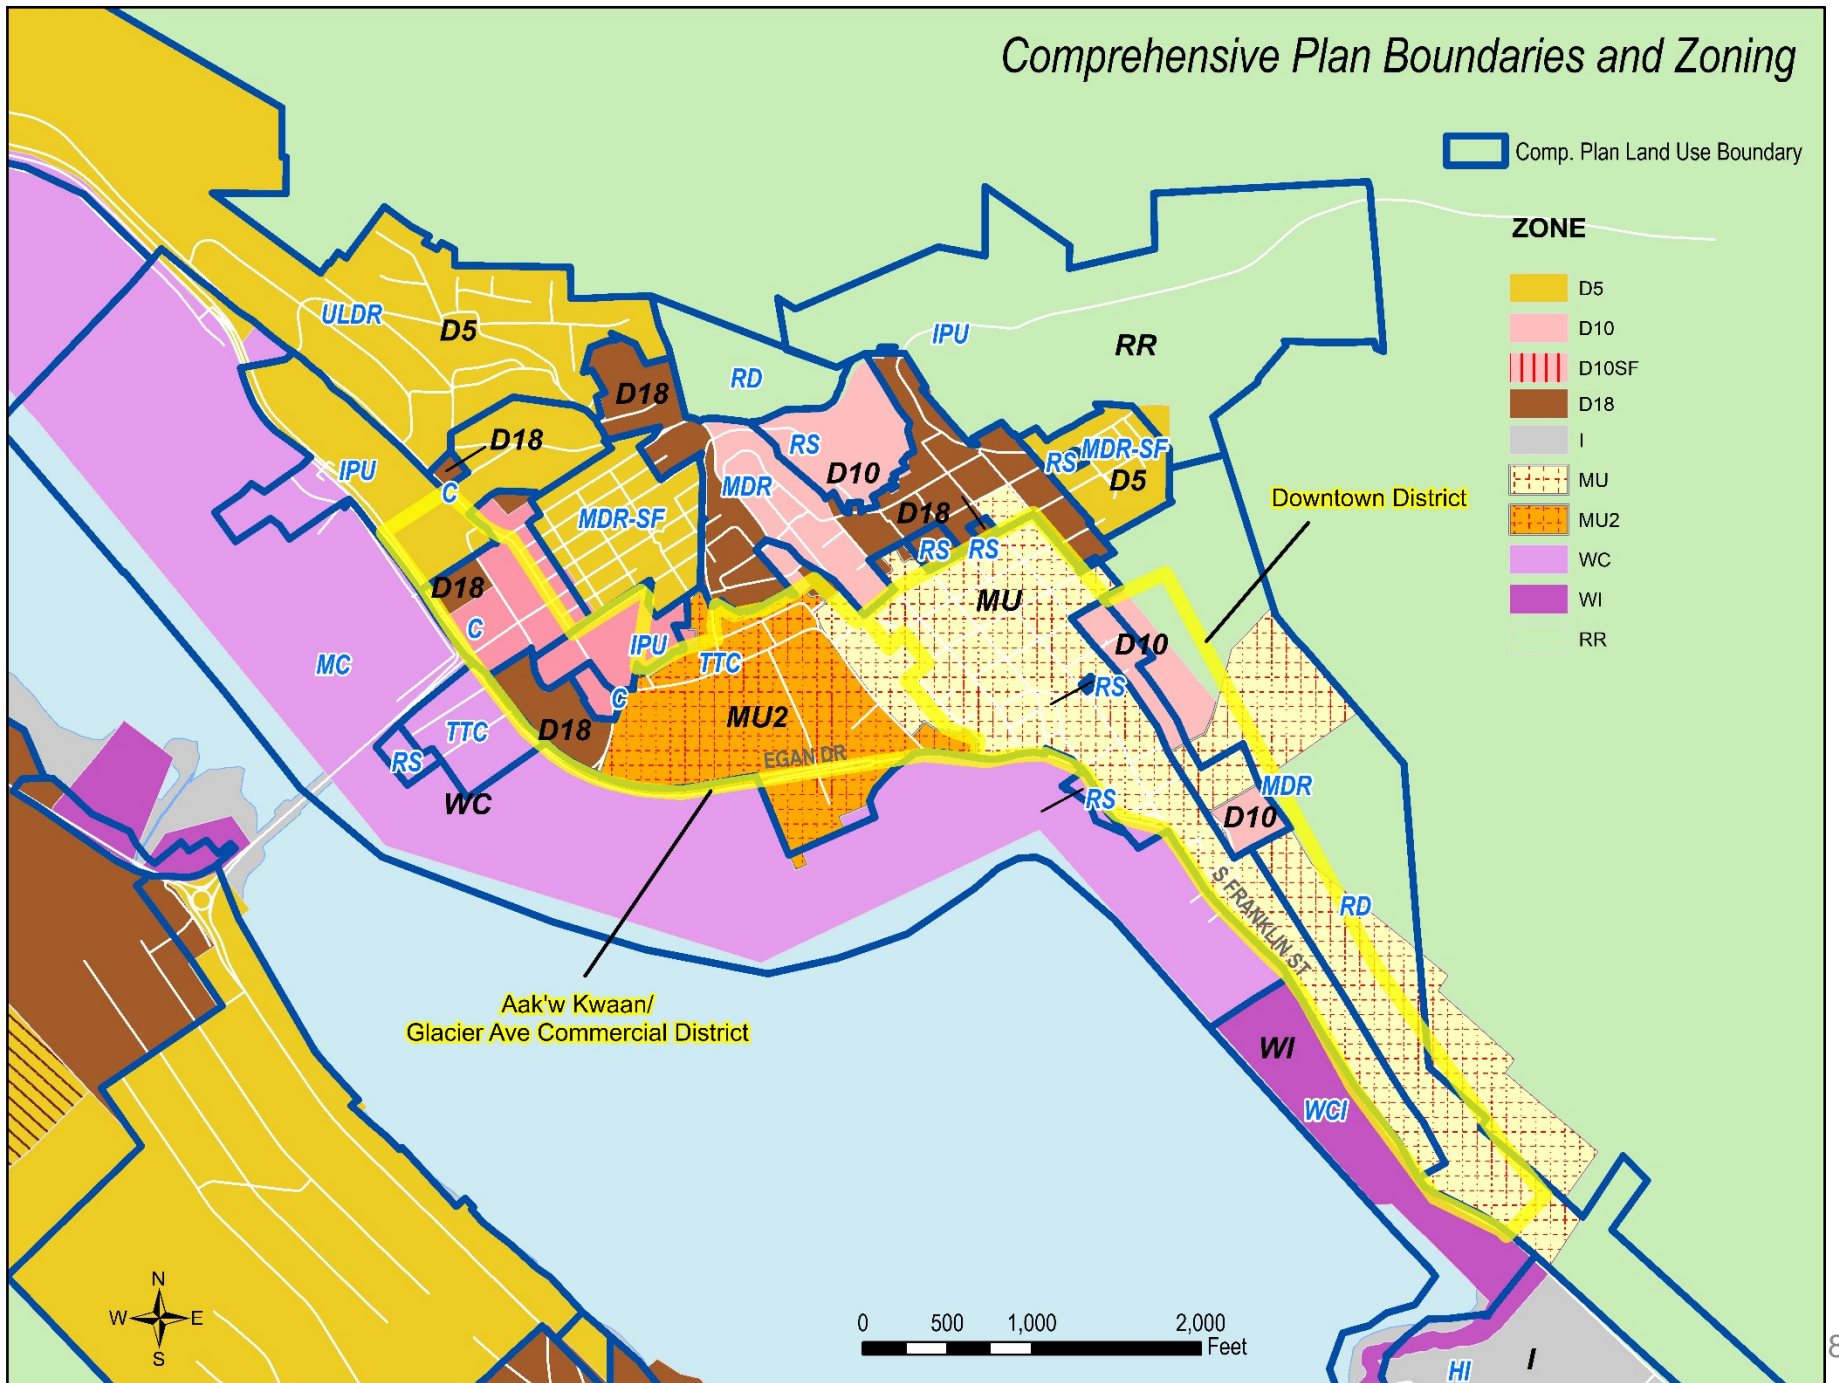 Comprehensive Plan Boundaries and Zoning
Comp. Plan Land Use Boundary
ZONE
D5
D10
D10SF
D18
I
MU
MU2
WC
WI
RR
ULDR
D5
IPU
RR
RD
D18
D18
RS
D10
MDR-SF
RS
D5
IPU
C
MDR
MDR-SF
D18
Downtown District
RS
RS
D18
MU
C
IPU
D10
MC
TTC
RS
C
MU2
D18
TTC
RS
EGAN DR
WC
RS
MDR
D10
S FRANKLIN ST
RD
Aak'w Kwaan/
Glacier Ave Commercial District
WI
WCI
N
W
E
S
0
500
1,000
2,000
Feet
HI
I
8